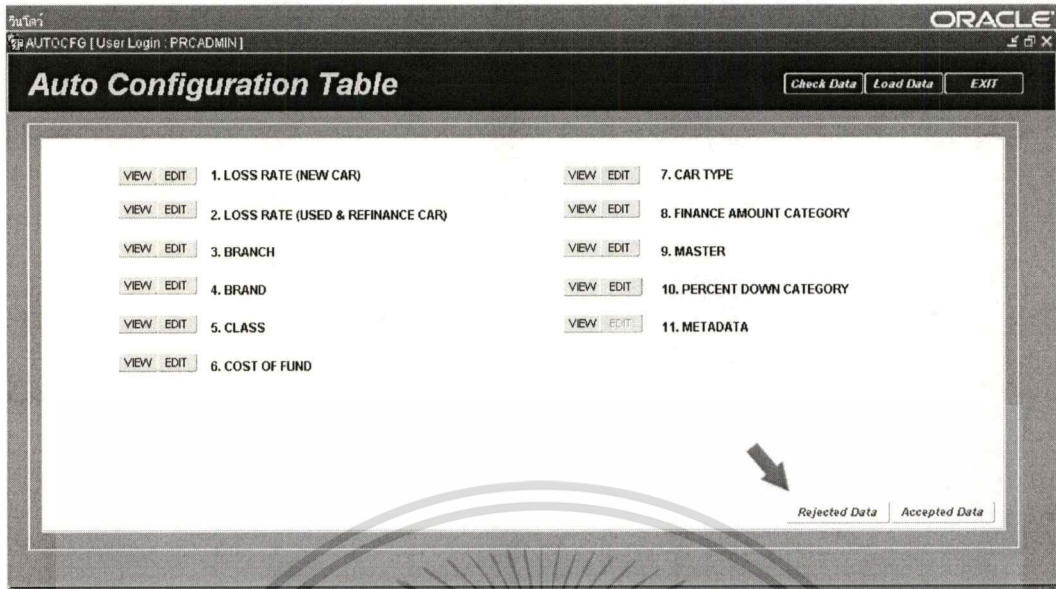 วินโดว์
ORACLE
AUTOCFG [ User Login : PRCADMIN ]
Auto Configuration Table
Check Data Load Data EXIT
VIEW EDIT 1. LOSS RATE (NEW CAR)
VIEW EDIT 2. LOSS RATE (USED & REFINANCE CAR)
VIEW EDIT 3. BRANCH
VIEW EDIT 4. BRAND
VIEW EDIT 5. CLASS
VIEW EDIT 6. COST OF FUND
VIEW EDIT 7. CAR TYPE
VIEW EDIT 8. FINANCE AMOUNT CATEGORY
VIEW EDIT 9. MASTER
VIEW EDIT 10. PERCENT DOWN CATEGORY
VIEW EDIT 11. METADATA
Rejected Data Accepted Data